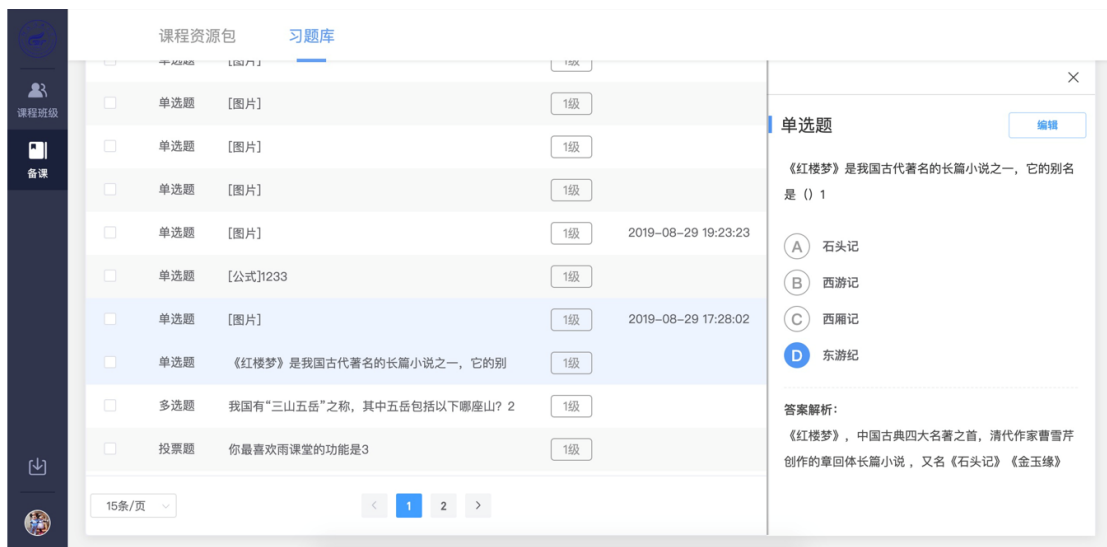 课程资源包 习题库
课程班级
备课
单选题 [图片] 1级
单选题 [图片] 1级
单选题 [图片] 1级
单选题 [图片] 1级
单选题 [图片] 1级 2019-08-29 19:23:23
单选题 [公式]1233 1级
单选题 [图片] 1级 2019-08-29 17:28:02
单选题 《红楼梦》是我国古代著名的长篇小说之一，它的别 1级
多选题 我国有“三山五岳”之称，其中五岳包括以下哪座山？2 1级
投票题 你最喜欢雨课堂的功能是3 1级
15条/页 1 2
单选题 编辑
《红楼梦》是我国古代著名的长篇小说之一，它的别名
是（）1
A 石头记
B 西游记
C 西厢记
D 东游纪
答案解析：
《红楼梦》，中国古典四大名著之首，清代作家曹雪芹
创作的章回体长篇小说 ，又名《石头记》《金玉缘》